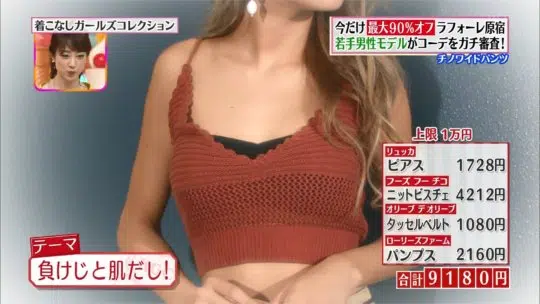 着こなしガールズコレクション
今だけ最大90%オフ ラフォーレ原宿
若手男性モデルがコーデをガチ審査!
チノワイドパンツ
上限 1万円
リュッカ
ピアス 1728円
フーズ フー チコ
ニットビスチェ 4212円
オリーブ デ オリーブ
タッセルベルト 1080円
ローリーズファーム
パンプス 2160円
合計 9180円
テーマ
負けじと肌だし!